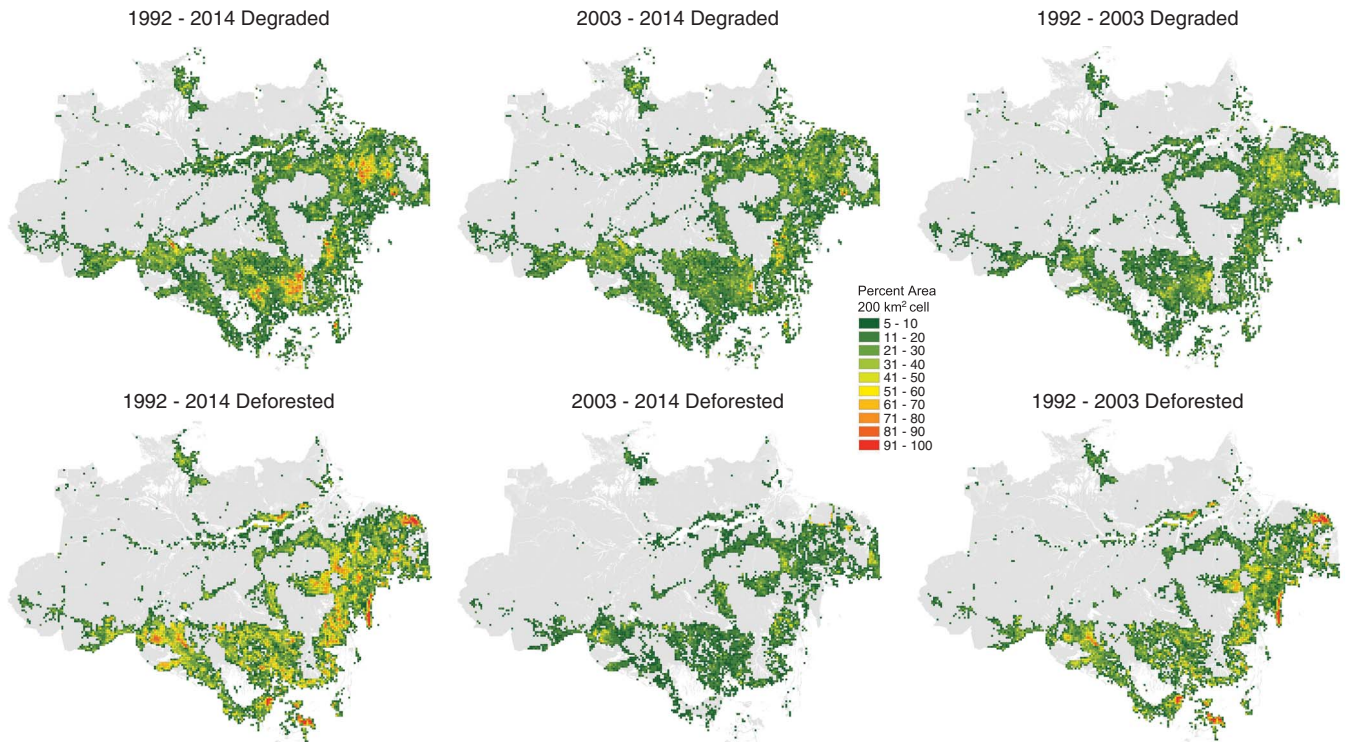 1992 - 2014 Degraded
2003 - 2014 Degraded
1992 - 2003 Degraded
Percent Area
200 km² cell
5 - 10
11 - 20
21 - 30
31 - 40
41 - 50
51 - 60
61 - 70
71 - 80
81 - 90
91 - 100
1992 - 2014 Deforested
2003 - 2014 Deforested
1992 - 2003 Deforested